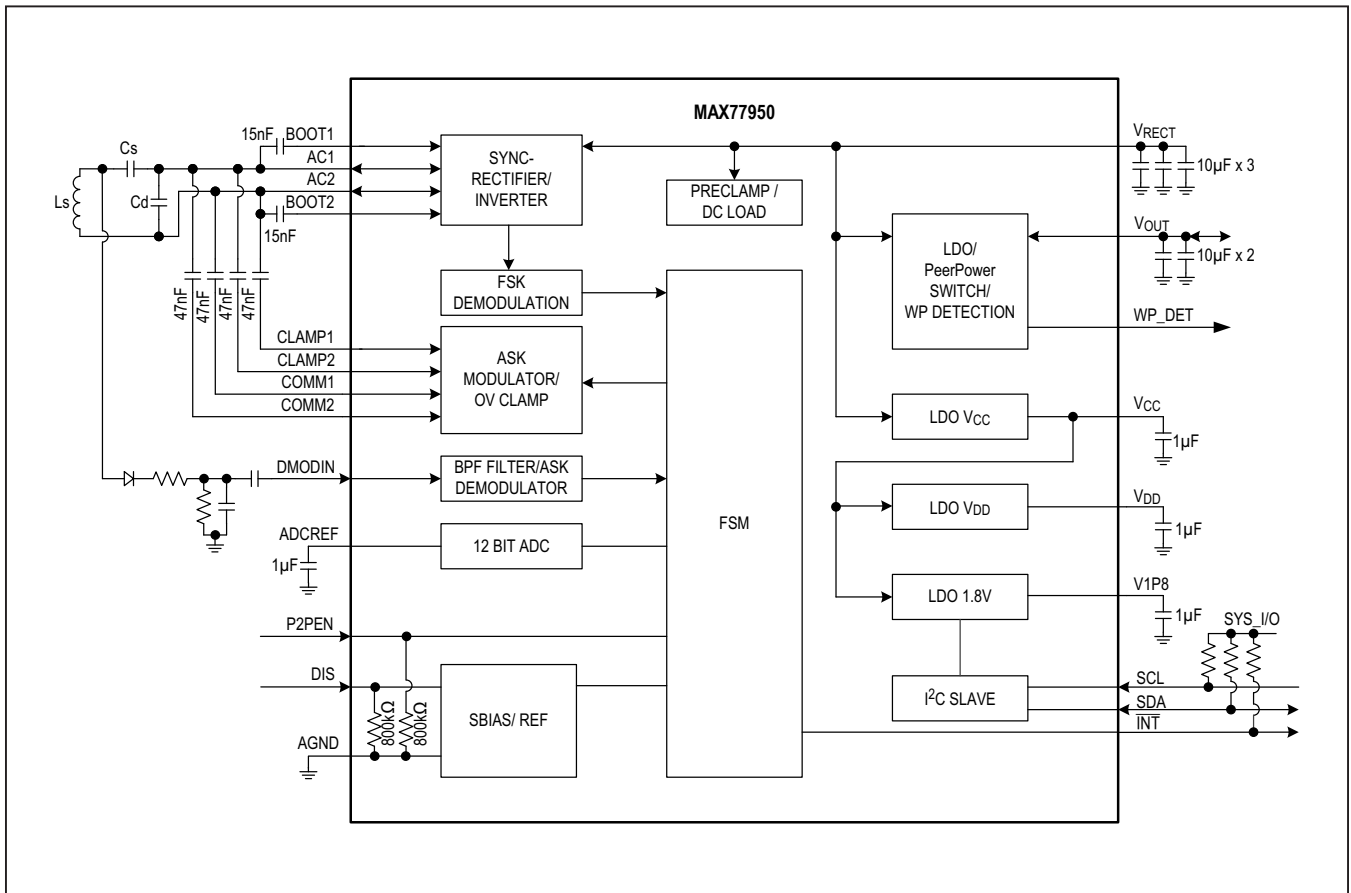 MAX77950
15nF
BOOT1
Cs
AC1
AC2
BOOT2
15nF
Ls
Cd
SYNC-
RECTIFIER/
INVERTER
PRECLAMP /
DC LOAD
VRECT
10µF x 3
LDO/
PeerPower
SWITCH/
WP DETECTION
VOUT
10µF x 2
WP_DET
47nF
47nF
47nF
47nF
FSK
DEMODULATION
CLAMP1
CLAMP2
COMM1
COMM2
ASK
MODULATOR/
OV CLAMP
LDO VCC
VCC
1µF
DMODIN
BPF FILTER/ASK
DEMODULATOR
FSM
LDO VDD
VDD
1µF
ADCREF
1µF
12 BIT ADC
LDO 1.8V
V1P8
1µF
P2PEN
DIS
AGND
800kΩ
800kΩ
SBIAS/ REF
SYS_I/O
I²C SLAVE
SCL
SDA
INT